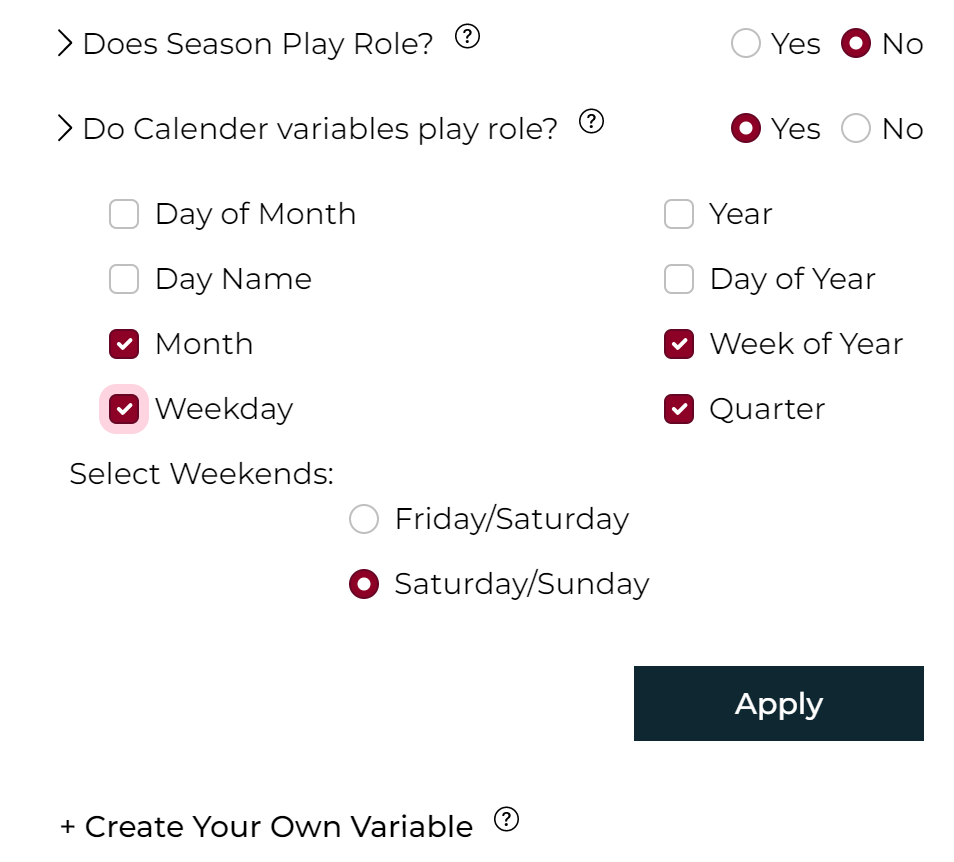 Does Season Play Role? ? Yes No
Do Calender variables play role? ? Yes No
Day of Month Year
Day Name Day of Year
Month Week of Year
Weekday Quarter
Select Weekends:
Friday/Saturday
Saturday/Sunday
Apply
+ Create Your Own Variable ?